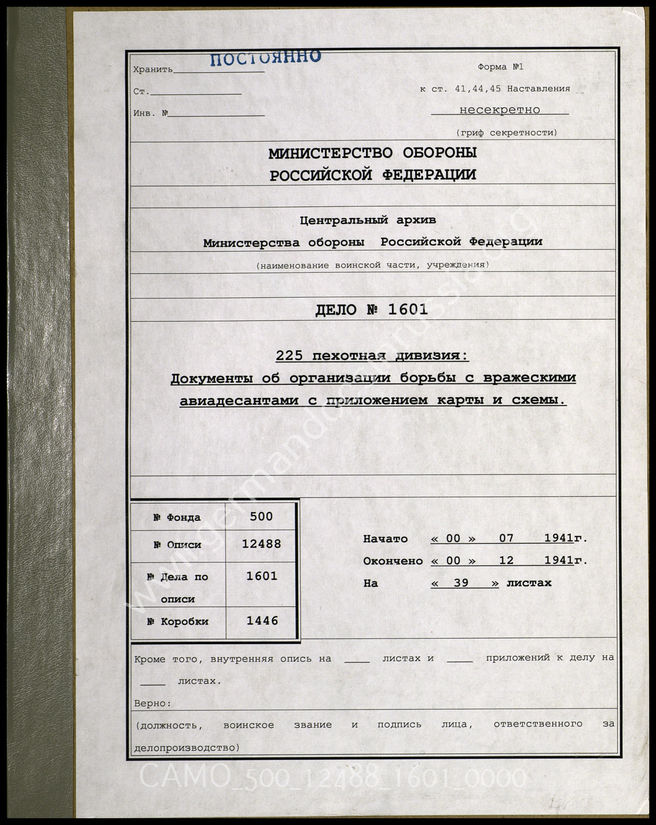 ПОСТОЯННО
Хранить
Форма №1
Ст.
к ст. 41,44,45 Наставления
Инв. №
несекретно
(гриф секретности)
МИНИСТЕРСТВО ОБОРОНЫ
РОССИЙСКОЙ ФЕДЕРАЦИИ
Центральный архив
Министерства обороны Российской Федерации
(наименование воинской части, учреждения)
ДЕЛО № 1601
225 пехотная дивизия:
Документы об организации борьбы с вражескими
авиадесантами с приложением карты и схемы.
№ Фонда 500
№ Описи 12488
№ Дела по описи 1601
№ Коробки 1446
Начато « 00 » 07 1941г.
Окончено « 00 » 12 1941г.
На « 39 » листах
Кроме того, внутренняя опись на ____ листах и ____ приложений к делу на
____ листах.
Верно:
(должность, воинское звание и подпись лица, ответственного за
делопроизводство)
CAMO_500_12488_1601_0000